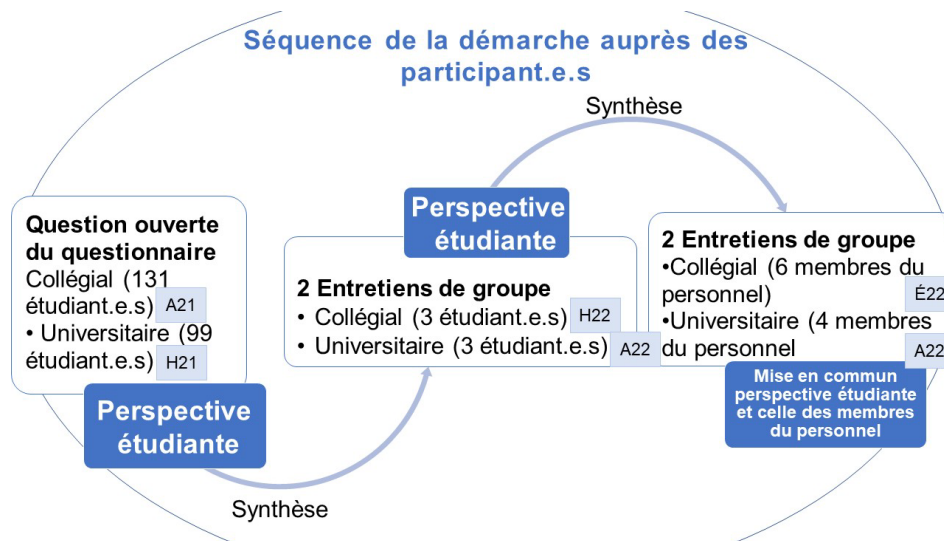 Séquence de la démarche auprès des
participant.e.s
Synthèse
Question ouverte
du questionnaire
Collégial (131
étudiant.e.s) A21
• Universitaire (99
étudiant.e.s) H21
Perspective
étudiante
Synthèse
Perspective
étudiante
2 Entretiens de groupe
• Collégial (3 étudiant.e.s) H22
• Universitaire (3 étudiant.e.s) A22
2 Entretiens de groupe
•Collégial (6 membres du
personnel) É22
•Universitaire (4 membres
du personnel A22
Mise en commun
perspective étudiante
et celle des membres
du personnel